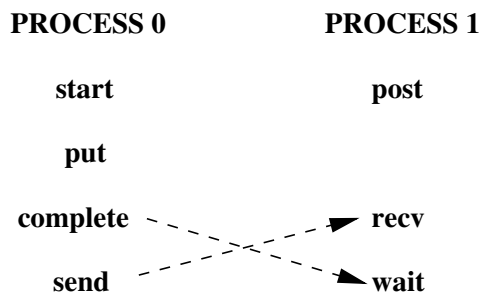 PROCESS 0 PROCESS 1
start post
put
complete recv
send wait